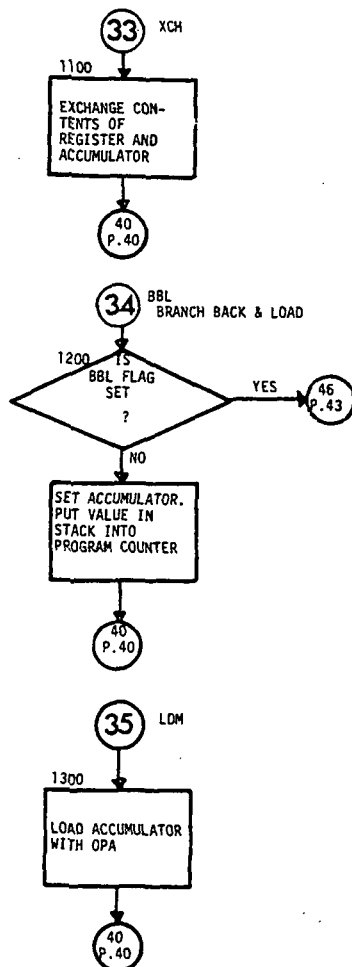 33 XCH
1100
EXCHANGE CON-
TENTS OF
REGISTER AND
ACCUMULATOR
40
P.40
34 BBL
BRANCH BACK & LOAD
1200 IS
BBL FLAG
SET
?
YES
46
P.43
NO
SET ACCUMULATOR.
PUT VALUE IN
STACK INTO
PROGRAM COUNTER
40
P.40
35 LDM
1300
LOAD ACCUMULATOR
WITH OPA
40
P.40